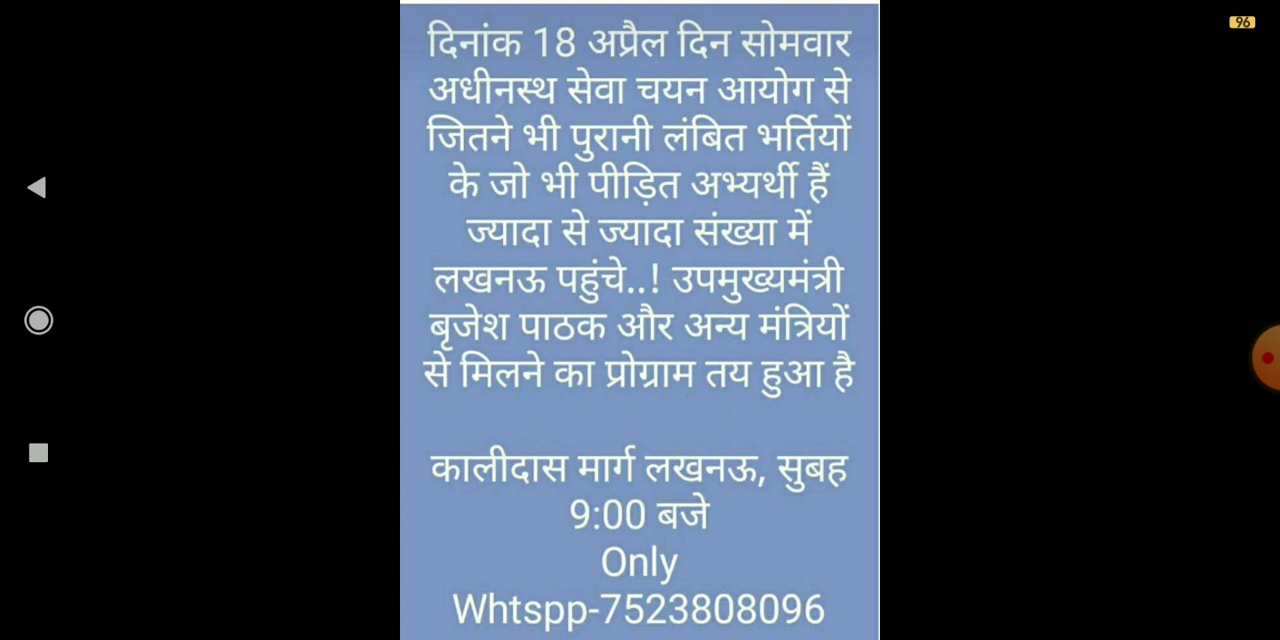 96
दिनांक 18 अप्रैल दिन सोमवार
अधीनस्थ सेवा चयन आयोग से
जितने भी पुरानी लंबित भर्तियों
के जो भी पीड़ित अभ्यर्थी हैं
ज्यादा से ज्यादा संख्या में
लखनऊ पहुंचे..! उपमुख्यमंत्री
बृजेश पाठक और अन्य मंत्रियों
से मिलने का प्रोग्राम तय हुआ है
कालीदास मार्ग लखनऊ, सुबह
9:00 बजे
Only
Whtspp-7523808096